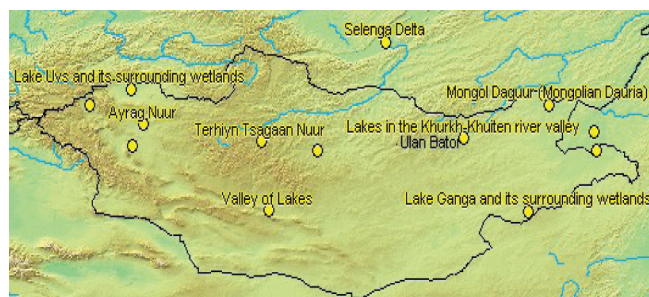 Selenga Delta
Lake Uvs and its surrounding wetlands
Mongol Daguur (Mongolian Dauria)
Ayrag Nuur
Terhiyn Tsagaan Nuur
Lakes in the Khurkh-Khuiten river valley
Ulan Bator
Valley of Lakes
Lake Ganga and its surrounding wetlands